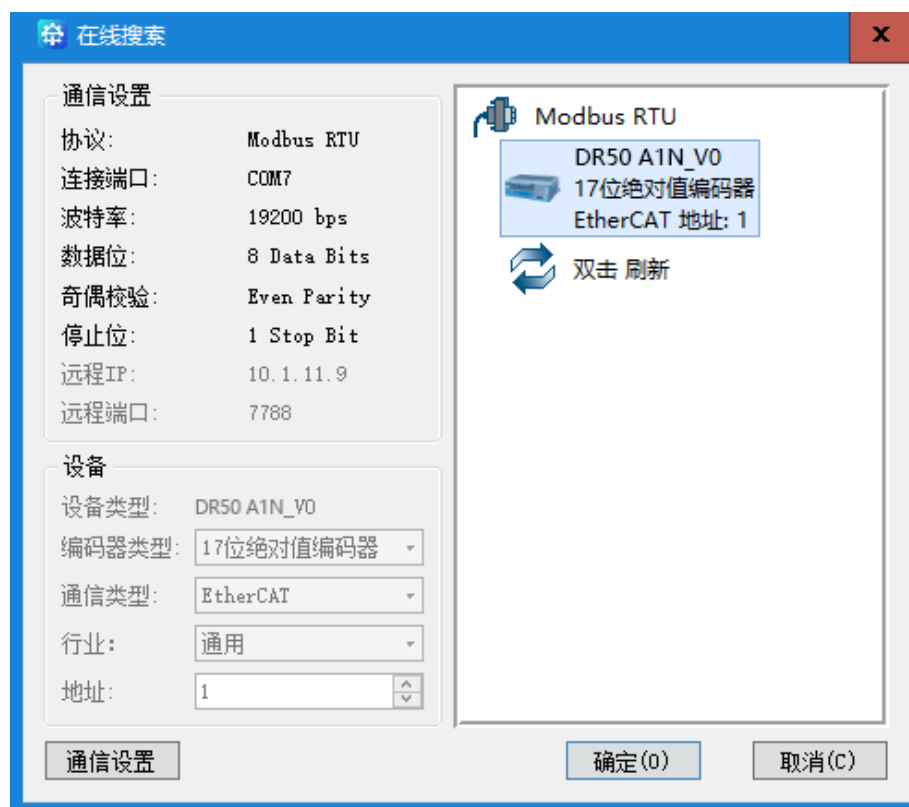 在线搜索
x
通信设置
协议: Modbus RTU
连接端口: COM7
波特率: 19200 bps
数据位: 8 Data Bits
奇偶校验: Even Parity
停止位: 1 Stop Bit
远程IP: 10.1.11.9
远程端口: 7788
设备
设备类型: DR50 A1N_V0
编码器类型: 17位绝对值编码器
通信类型: EtherCAT
行业: 通用
地址: 1
Modbus RTU
DR50 A1N_V0
17位绝对值编码器
EtherCAT 地址: 1
双击 刷新
通信设置
确定(O)
取消(C)